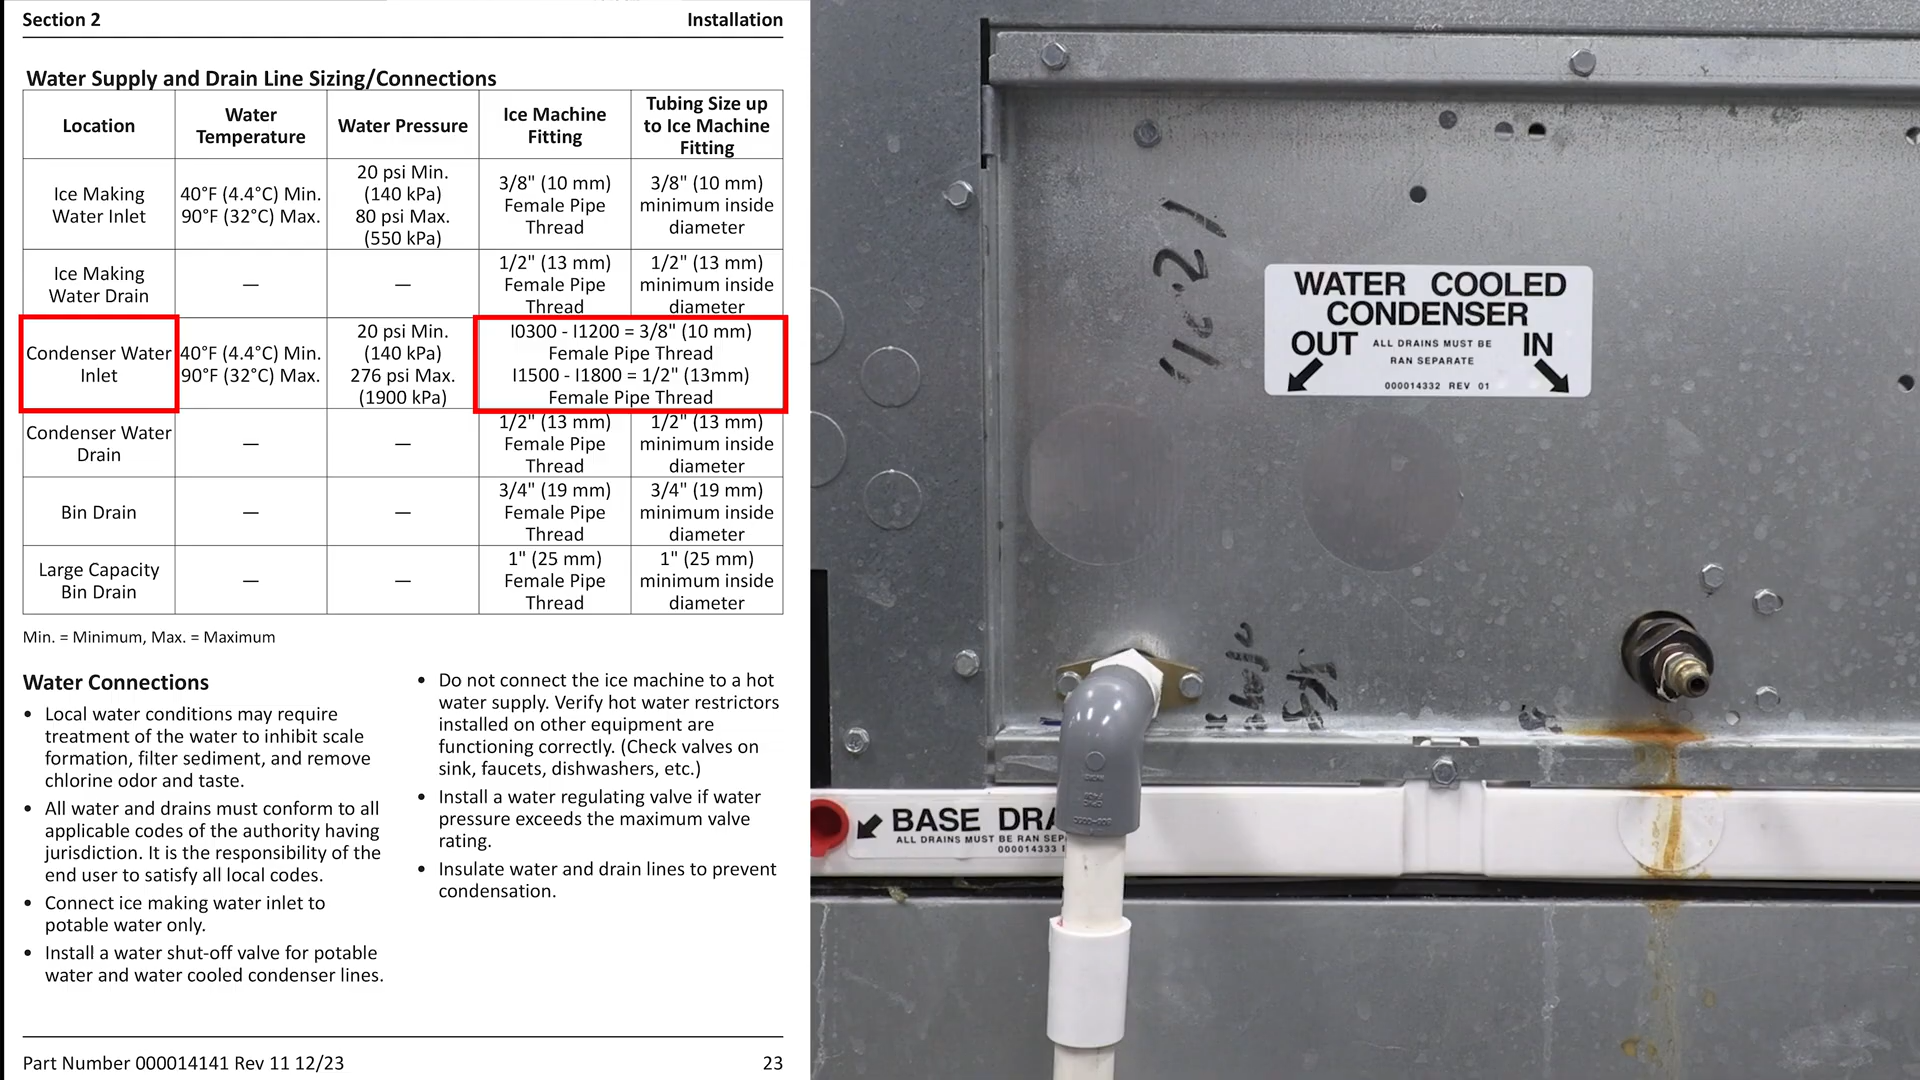 Section 2
Installation
Water Supply and Drain Line Sizing/Connections
Location
Water
Temperature
Water Pressure
Ice Machine
Fitting
Tubing Size up
to Ice Machine
Fitting
Ice Making
Water Inlet
40°F (4.4°C) Min.
90°F (32°C) Max.
20 psi Min.
(140 kPa)
80 psi Max.
(550 kPa)
3/8" (10 mm)
Female Pipe
Thread
3/8" (10 mm)
minimum inside
diameter
Ice Making
Water Drain
—
—
1/2" (13 mm)
Female Pipe
Thread
1/2" (13 mm)
minimum inside
diameter
Condenser Water
Inlet
40°F (4.4°C) Min.
90°F (32°C) Max.
20 psi Min.
(140 kPa)
276 psi Max.
(1900 kPa)
I0300 - I1200 = 3/8" (10 mm)
Female Pipe Thread
I1500 - I1800 = 1/2" (13mm)
Female Pipe Thread
Condenser Water
Drain
—
—
1/2" (13 mm)
Female Pipe
Thread
1/2" (13 mm)
minimum inside
diameter
Bin Drain
—
—
3/4" (19 mm)
Female Pipe
Thread
3/4" (19 mm)
minimum inside
diameter
Large Capacity
Bin Drain
—
—
1" (25 mm)
Female Pipe
Thread
1" (25 mm)
minimum inside
diameter
Min. = Minimum, Max. = Maximum
Water Connections
• Local water conditions may require
treatment of the water to inhibit scale
formation, filter sediment, and remove
chlorine odor and taste.
• All water and drains must conform to all
applicable codes of the authority having
jurisdiction. It is the responsibility of the
end user to satisfy all local codes.
• Connect ice making water inlet to
potable water only.
• Install a water shut-off valve for potable
water and water cooled condenser lines.
• Do not connect the ice machine to a hot
water supply. Verify hot water restrictors
installed on other equipment are
functioning correctly. (Check valves on
sink, faucets, dishwashers, etc.)
• Install a water regulating valve if water
pressure exceeds the maximum valve
rating.
• Insulate water and drain lines to prevent
condensation.
Part Number 000014141 Rev 11 12/23
23
WATER COOLED
CONDENSER
OUT
ALL DRAINS MUST BE
RAN SEPARATE
IN
000014332 REV 01
BASE DRA
ALL DRAINS MUST BE RAN SEP
000014333